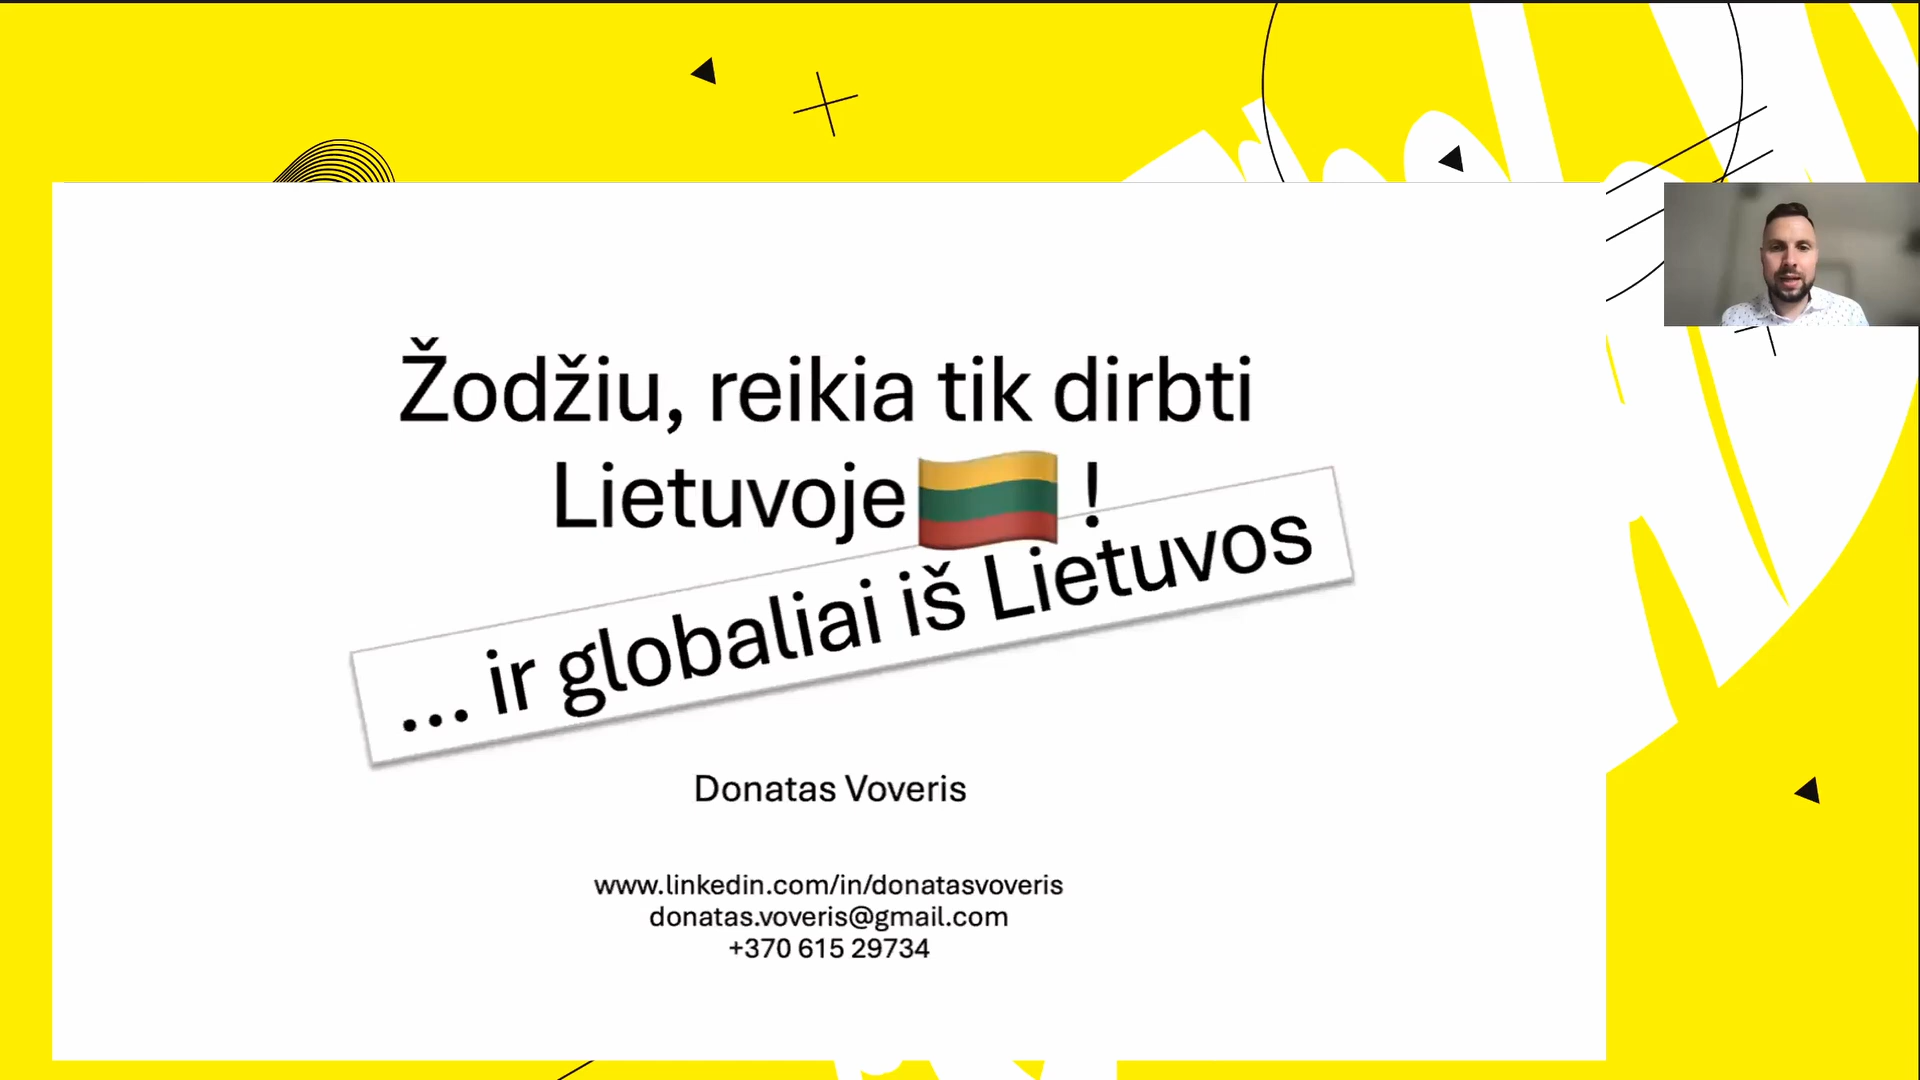 Žodžiu, reikia tik dirbti
Lietuvoje🇱🇹 !
... ir globaliai iš Lietuvos
Donatas Voveris
www.linkedin.com/in/donatasvoveris
donatas.voveris@gmail.com
+370 615 29734